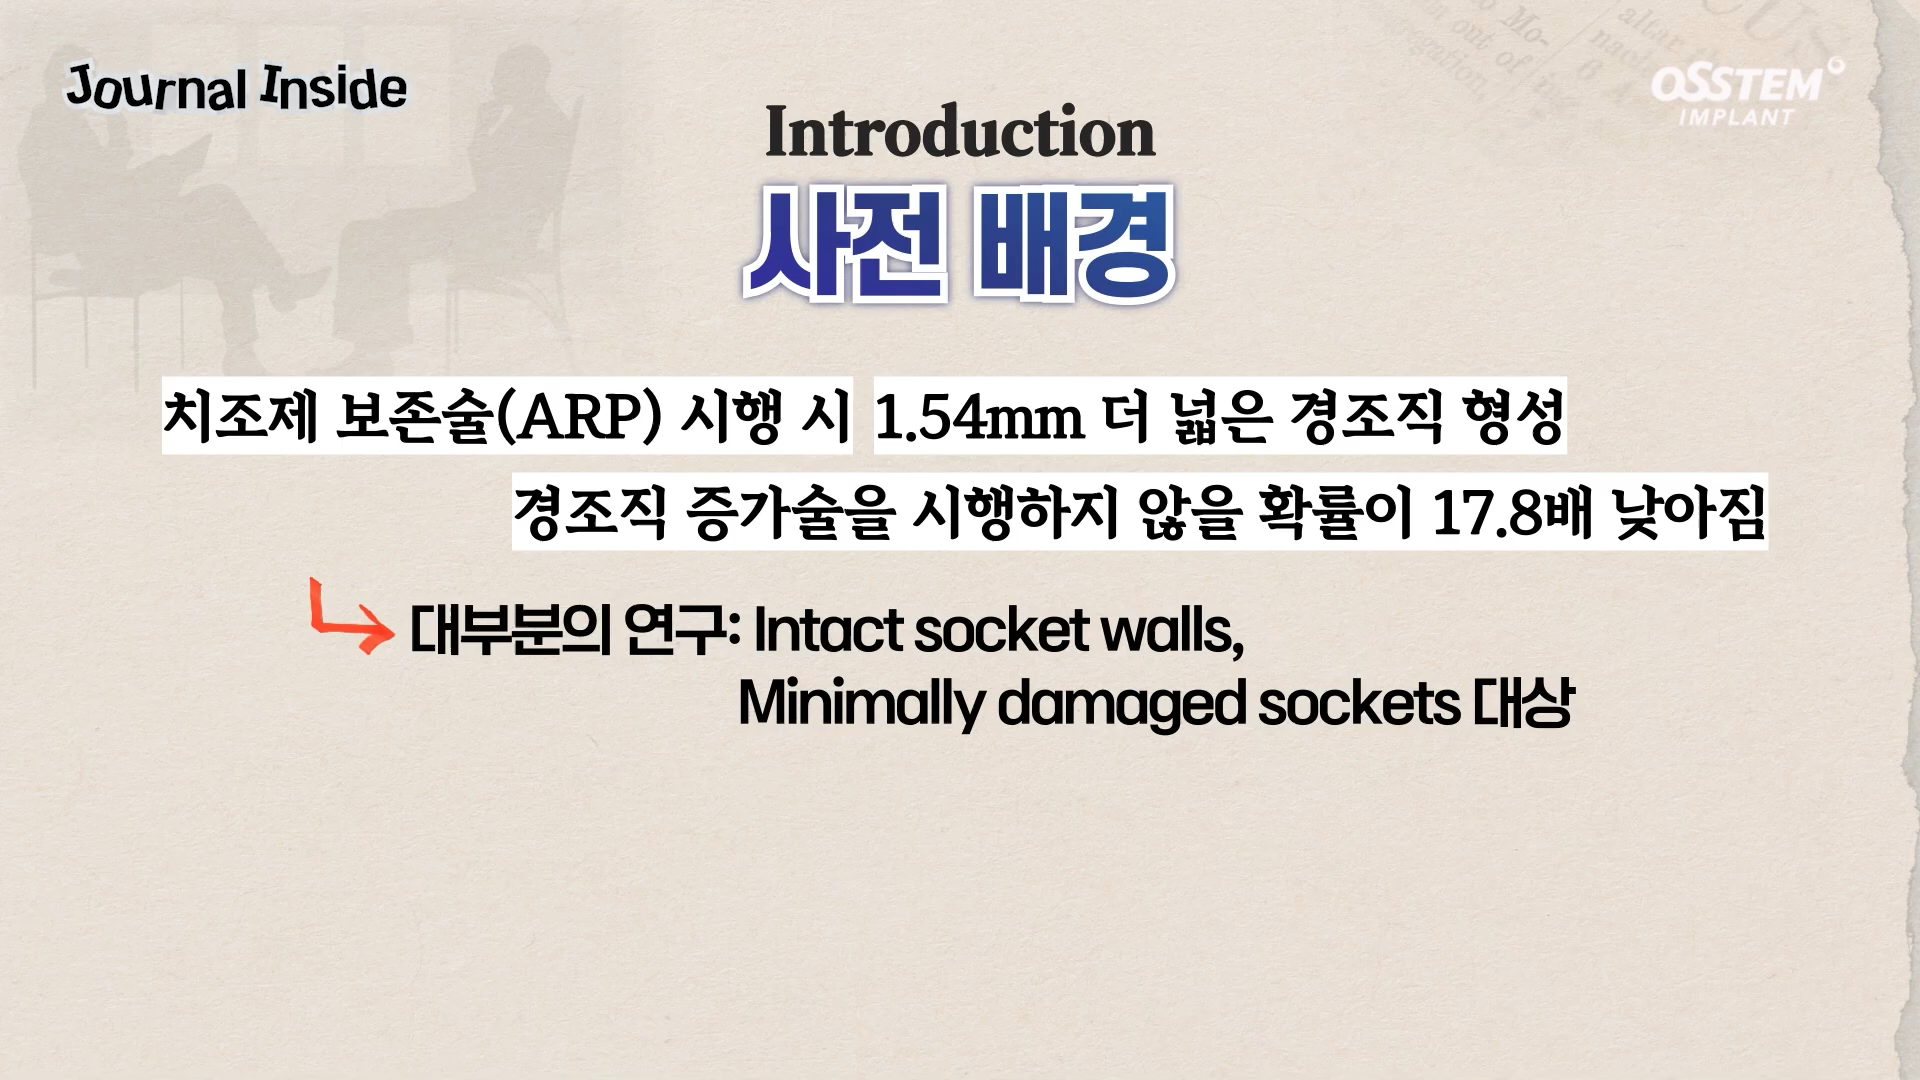 Journal Inside
OSSTEM
IMPLANT
Introduction
사전 배경
치조제 보존술(ARP) 시행 시 1.54mm 더 넓은 경조직 형성
경조직 증가술을 시행하지 않을 확률이 17.8배 낮아짐
대부분의 연구: Intact socket walls,
Minimally damaged sockets 대상